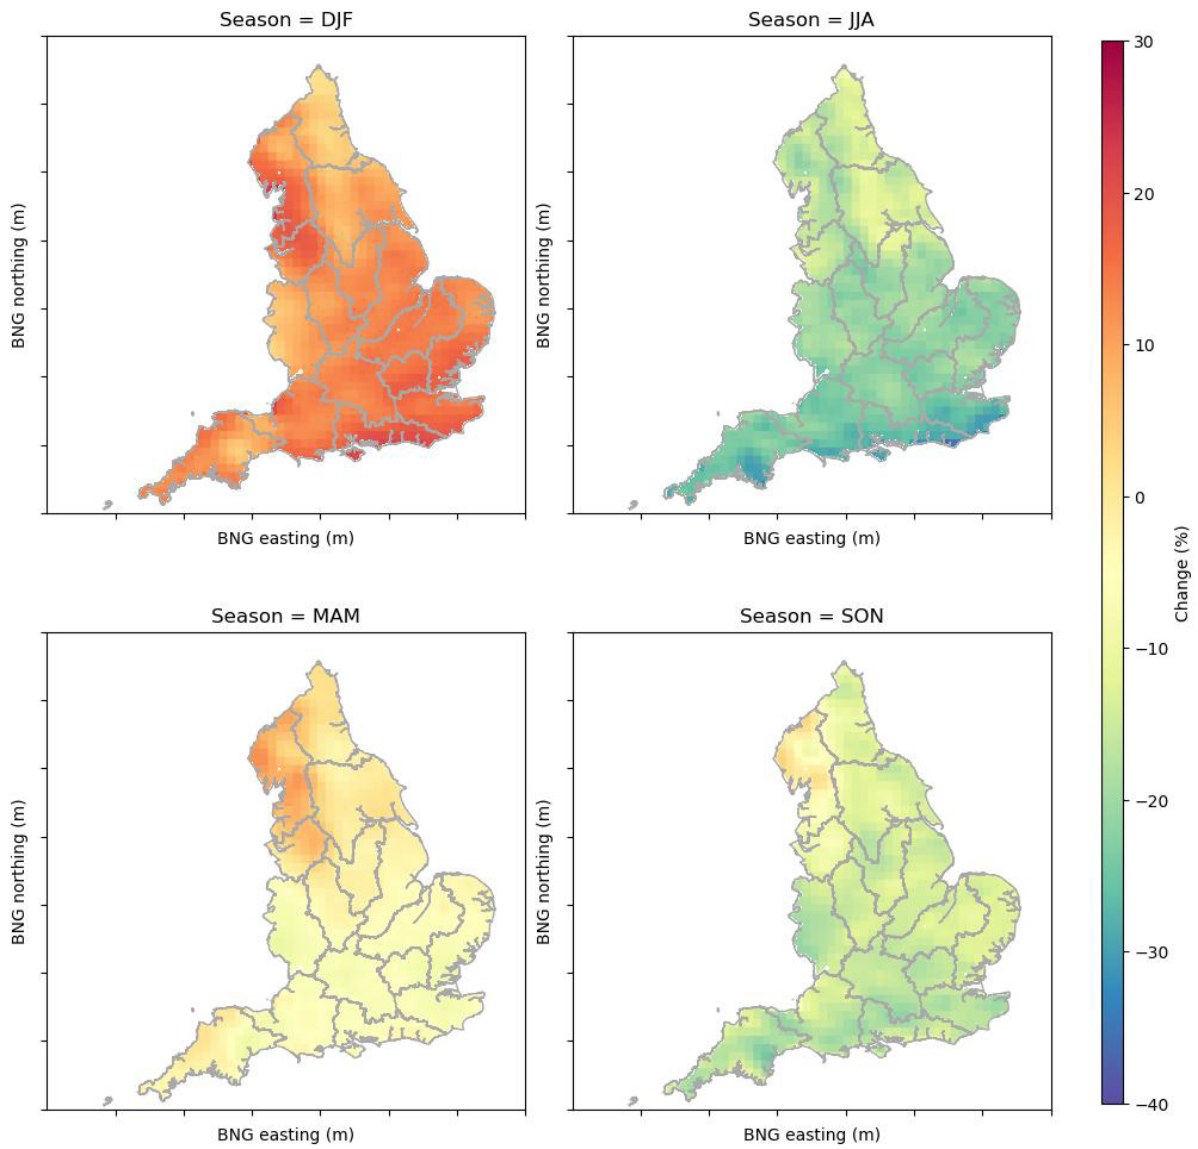 Season = DJF
Season = JJA
30
20
10
0
−10
−20
−30
−40
Change (%)
BNG northing (m)
BNG easting (m)
BNG northing (m)
BNG easting (m)
Season = MAM
Season = SON
BNG northing (m)
BNG easting (m)
BNG northing (m)
BNG easting (m)